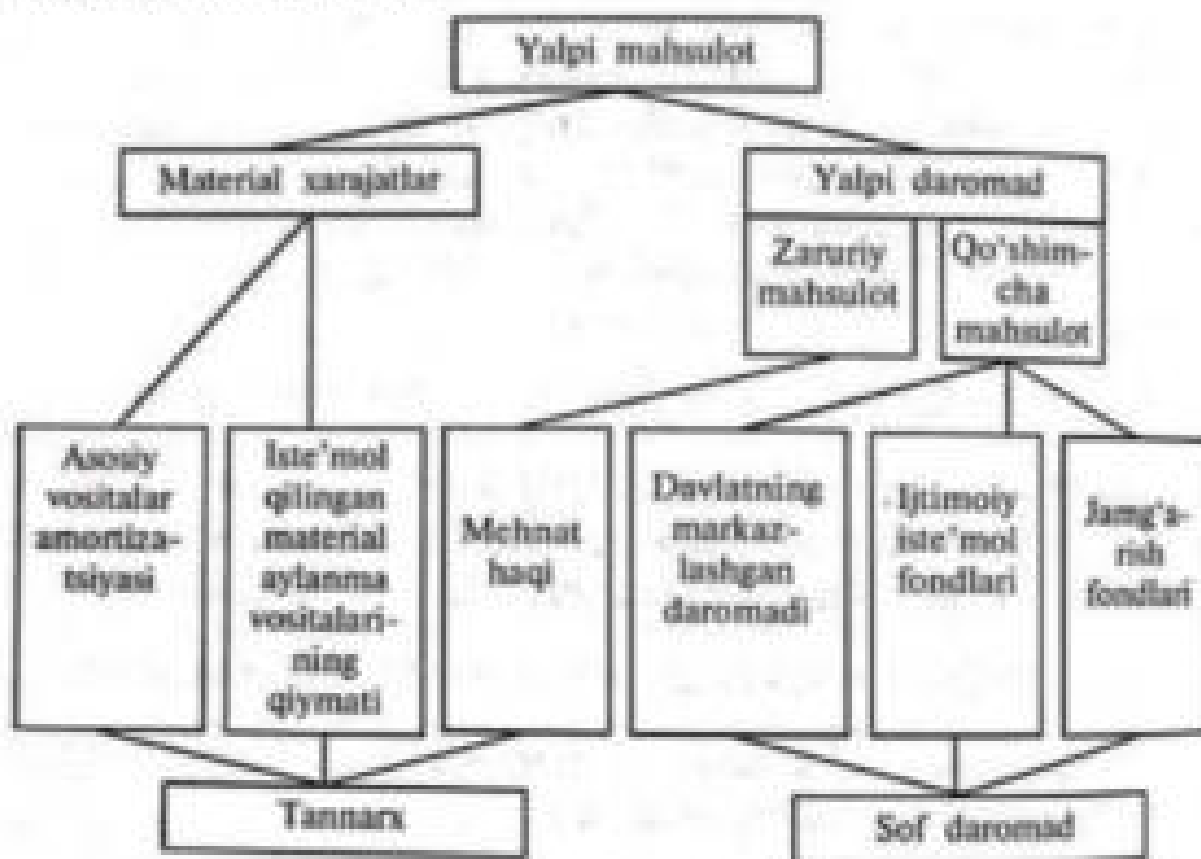 Yalpi mahsulot
Material xarajatlar
Yalpi daromad
Zaruriy
mahsulot
Qo'shim-
cha
mahsulot
Asosiy
vositalar
amortiza-
tsiyasi
Iste'mol
qilingan
material
aylanma
vositalari-
ning
qiymati
Mehnat
haqi
Davlatning
markaz-
lashgan
daromadi
Ijtimoiy
iste'mol
fondlari
Jamg'a-
rish
fondlari
Tannarx
Sof daromad